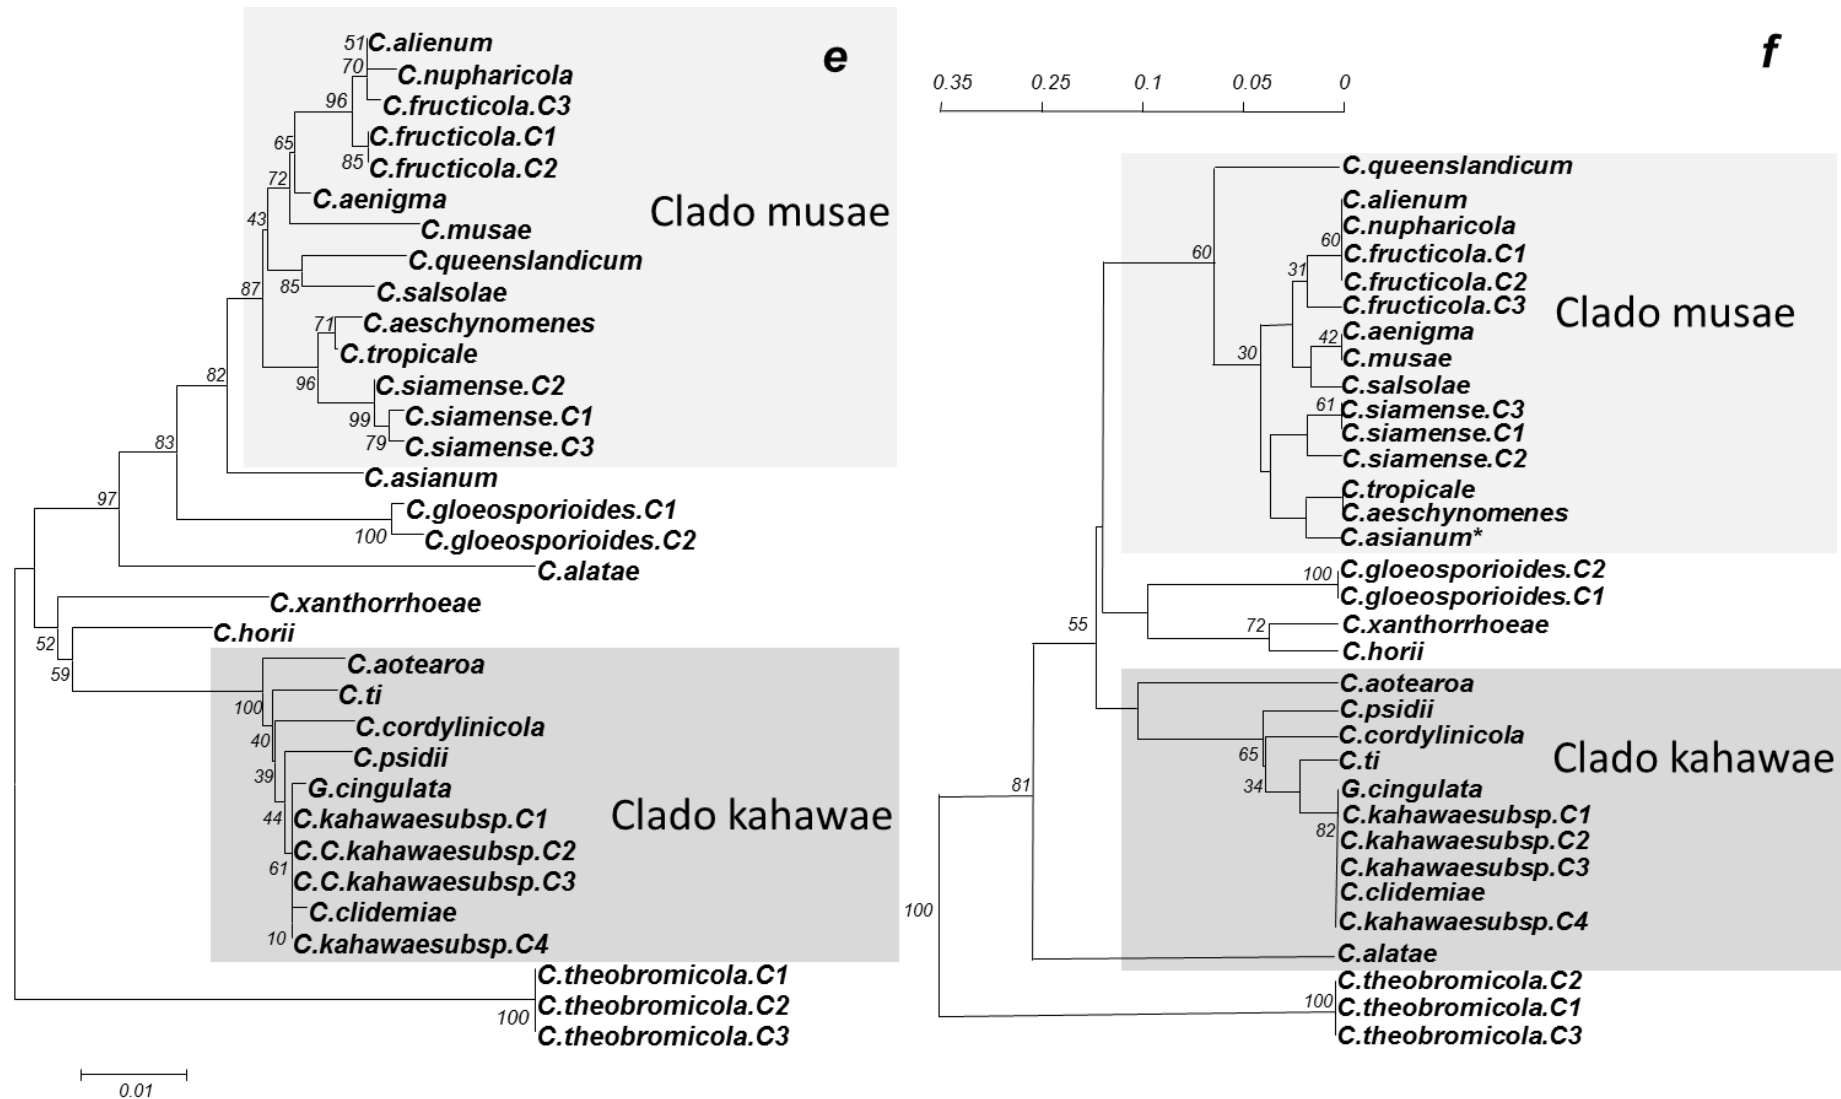 e
51
C.alienum
70
C.nupharicola
96
C.fructicola.C3
C.fructicola.C1
65
85
C.fructicola.C2
72
C.aenigma
Clado musae
43
C.musae
C.queenslandicum
87
85
C.salsolae
71
C.aeschynomenes
C.tropicale
82
96
C.siamense.C2
99
C.siamense.C1
83
79
C.siamense.C3
C.asianum
97
C.gloeosporioides.C1
100
C.gloeosporioides.C2
C.alatae
C.xanthorrhoeae
52
C.horii
59
C.aotearoa
100
C.ti
40
C.cordylinicola
39
C.psidii
G.cingulata
44
C.kahawaesubsp.C1
Clado kahawae
61
C.C.kahawaesubsp.C2
C.C.kahawaesubsp.C3
C.clidemiae
10
C.kahawaesubsp.C4
C.theobromicola.C1
C.theobromicola.C2
100
C.theobromicola.C3
0.01
f
0.35 0.25 0.1 0.05 0
C.queenslandicum
C.alienum
C.nupharicola
60
60
C.fructicola.C1
31
C.fructicola.C2
C.fructicola.C3
Clado musae
C.aenigma
42
30
C.musae
C.salsolae
61
C.siamense.C3
C.siamense.C1
C.siamense.C2
C.tropicale
C.aeschynomenes
C.asianum*
100
C.gloeosporioides.C2
C.gloeosporioides.C1
55
72
C.xanthorrhoeae
C.horii
C.aotearoa
C.psidii
C.cordylinicola
65
C.ti
Clado kahawae
81
34
G.cingulata
C.kahawaesubsp.C1
82
C.kahawaesubsp.C2
C.kahawaesubsp.C3
C.clidemiae
100
C.kahawaesubsp.C4
C.alatae
C.theobromicola.C2
100
C.theobromicola.C1
C.theobromicola.C3